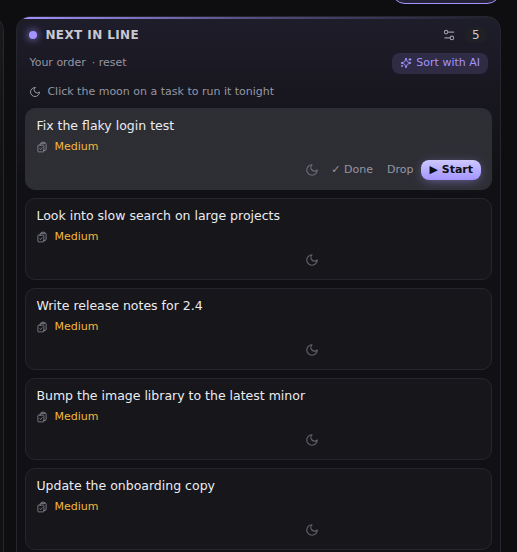 NEXT IN LINE 5
Your order · reset Sort with AI
Click the moon on a task to run it tonight
Fix the flaky login test
Medium
✓ Done Drop ▶ Start
Look into slow search on large projects
Medium
Write release notes for 2.4
Medium
Bump the image library to the latest minor
Medium
Update the onboarding copy
Medium